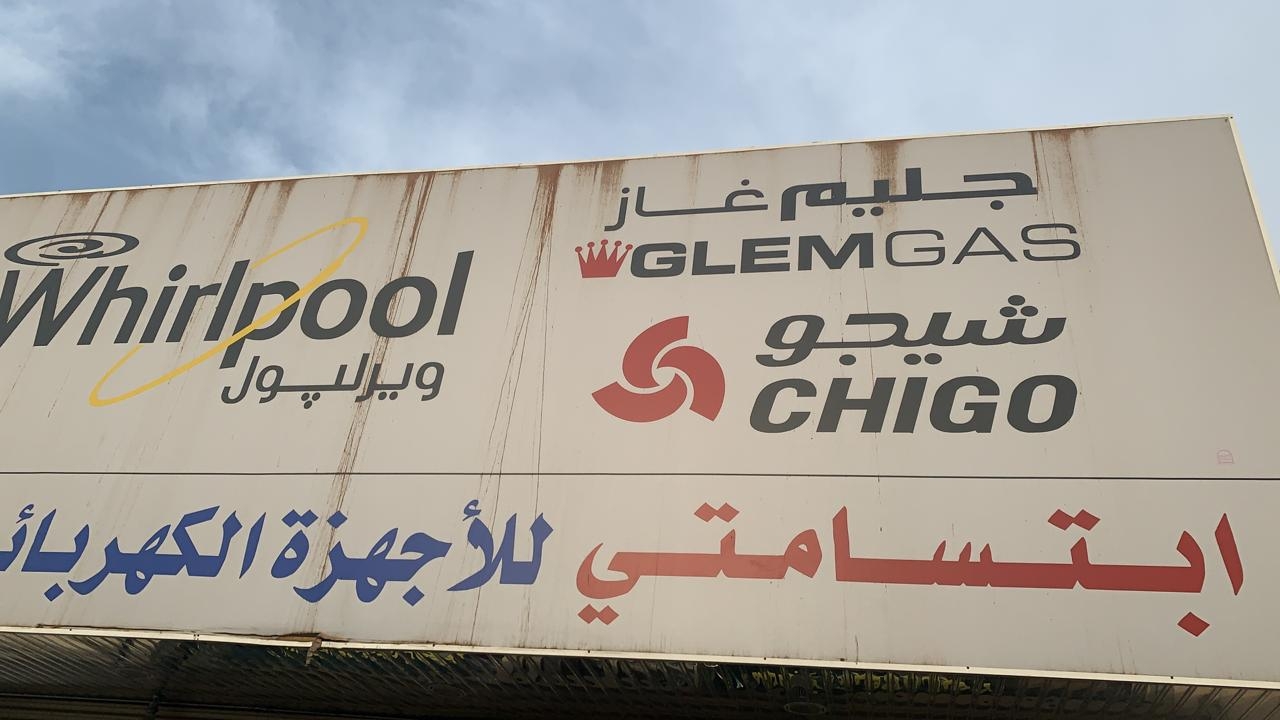 Whirlpool
ويرلپول
جليم غاز
GLEMGAS
شيجو
CHIGO
ابتسامتي للأجهزة